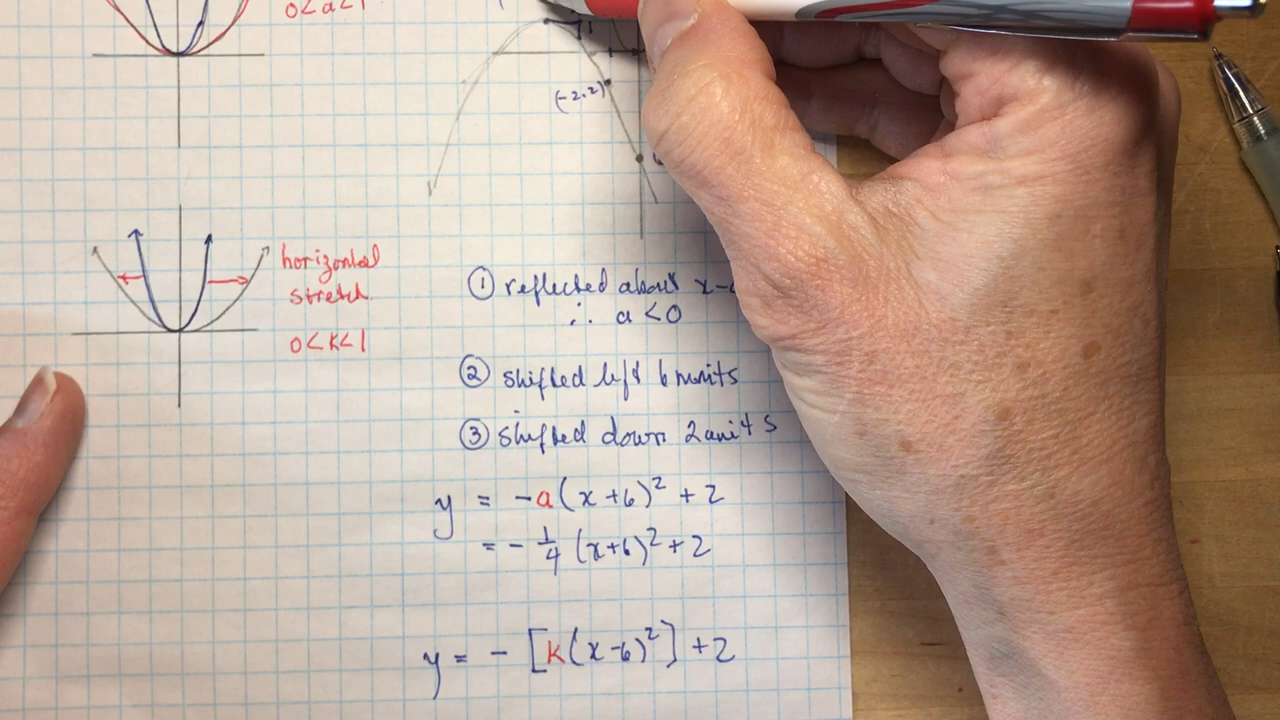 0<a<1
(-2,2)
horizontal
stretch
0<k<1
① reflected about x-
∴ a<0
② shifted left 6 units
③ shifted down 2 units
y = -a(x+6)² + 2
= - 1/4 (x+6)² + 2
y = - [k(x-6)²] + 2